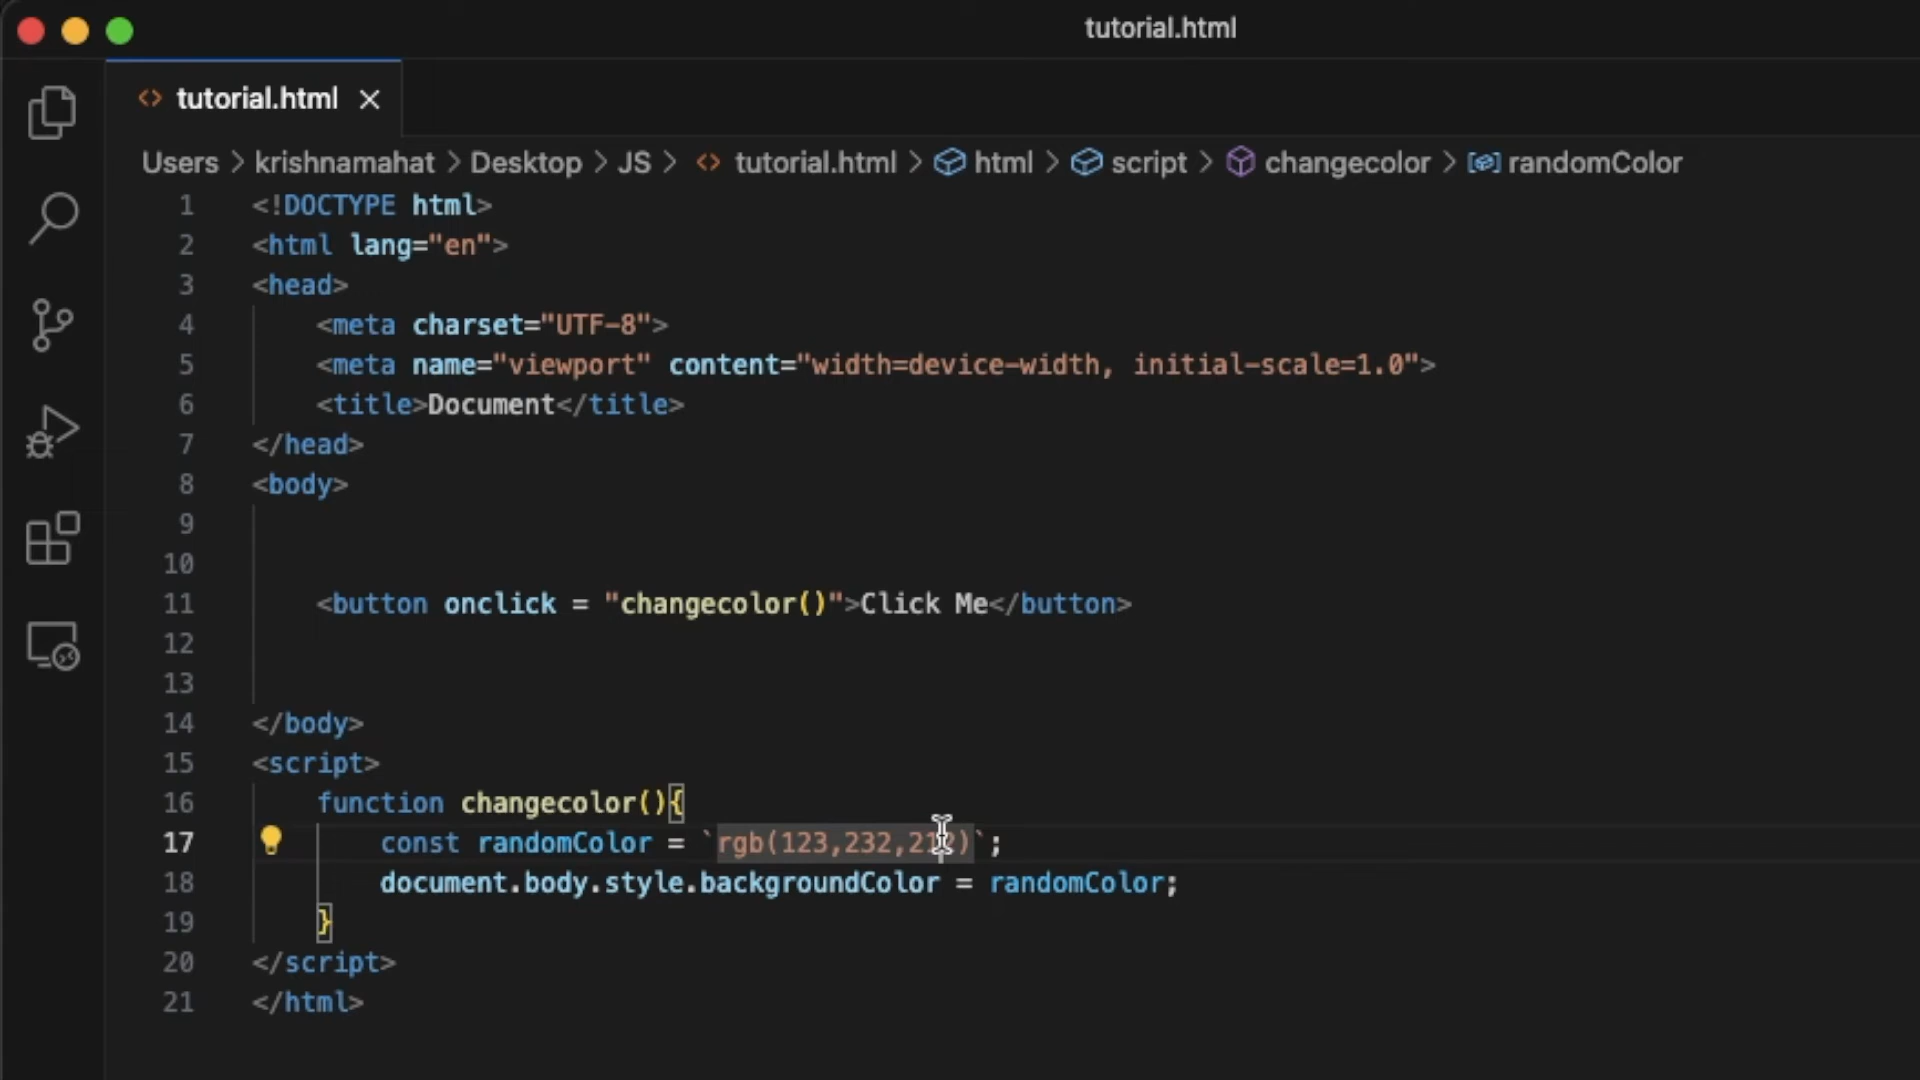 tutorial.html
tutorial.html
Users > krishnamahat > Desktop > JS > tutorial.html > html > script > changecolor > randomColor
1 <!DOCTYPE html>
2 <html lang="en">
3 <head>
4 <meta charset="UTF-8">
5 <meta name="viewport" content="width=device-width, initial-scale=1.0">
6 <title>Document</title>
7 </head>
8 <body>
9
10
11 <button onclick = "changecolor()">Click Me</button>
12
13
14 </body>
15 <script>
16 function changecolor(){
17 const randomColor = `rgb(123,232,212)`;
18 document.body.style.backgroundColor = randomColor;
19 }
20 </script>
21 </html>